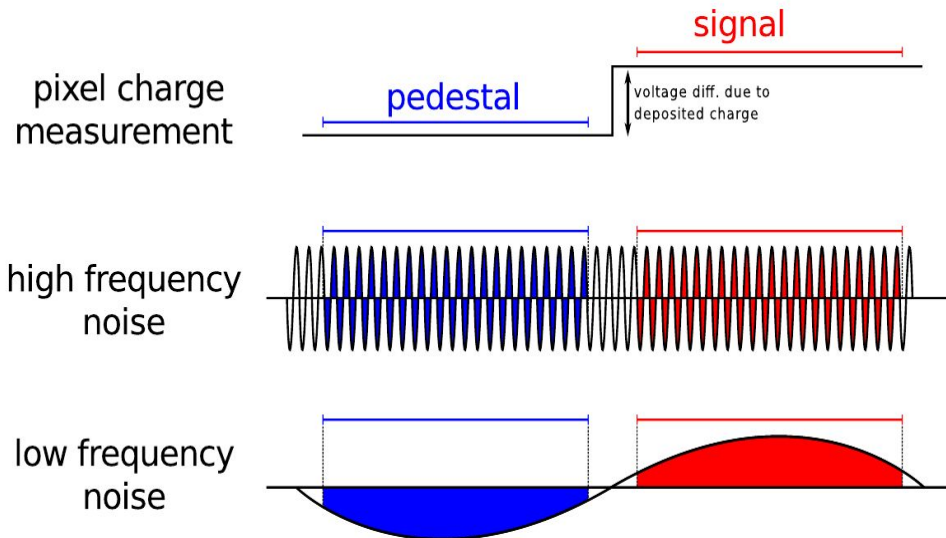 signal
pixel charge
measurement
pedestal
voltage diff. due to
deposited charge
high frequency
noise
low frequency
noise